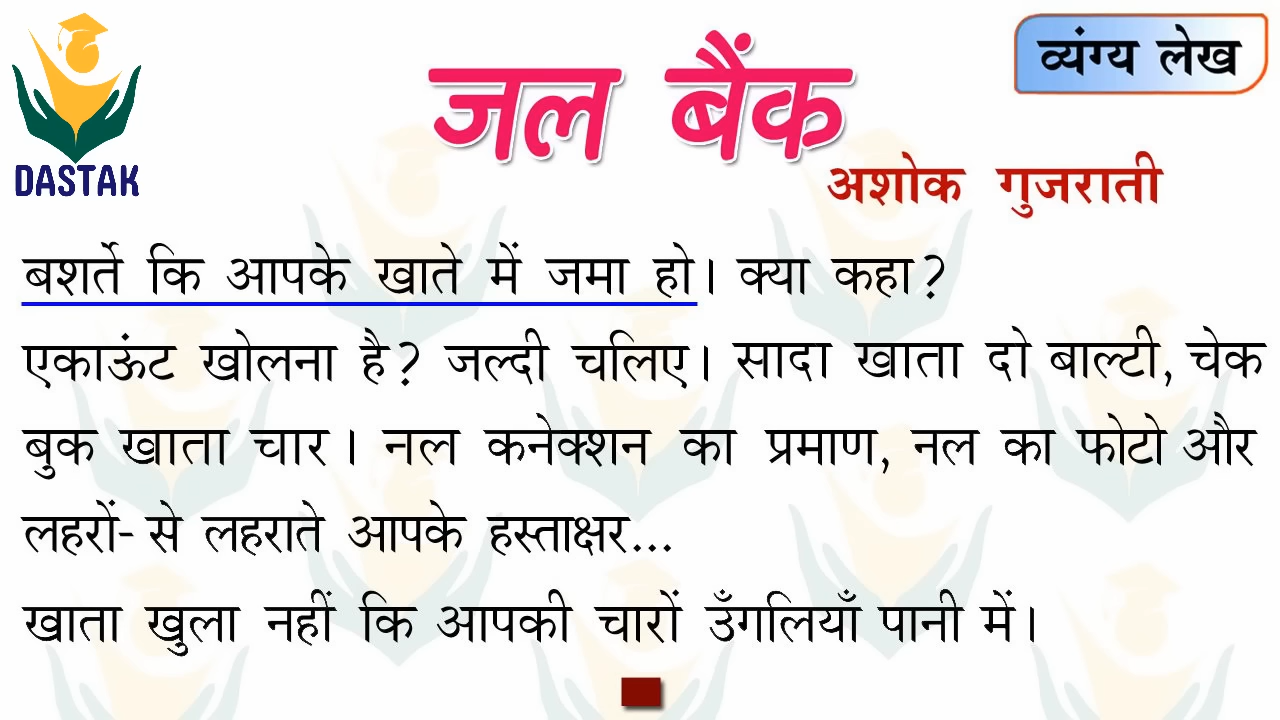 व्यंग्य लेख
जल बैंक
DASTAK
अशोक गुजराती
बशर्ते कि आपके खाते में जमा हो। क्या कहा?
एकाऊंट खोलना है? जल्दी चलिए। सादा खाता दो बाल्टी, चेक
बुक खाता चार। नल कनेक्शन का प्रमाण, नल का फोटो और
लहरों- से लहराते आपके हस्ताक्षर...
खाता खुला नहीं कि आपकी चारों उँगलियाँ पानी में।